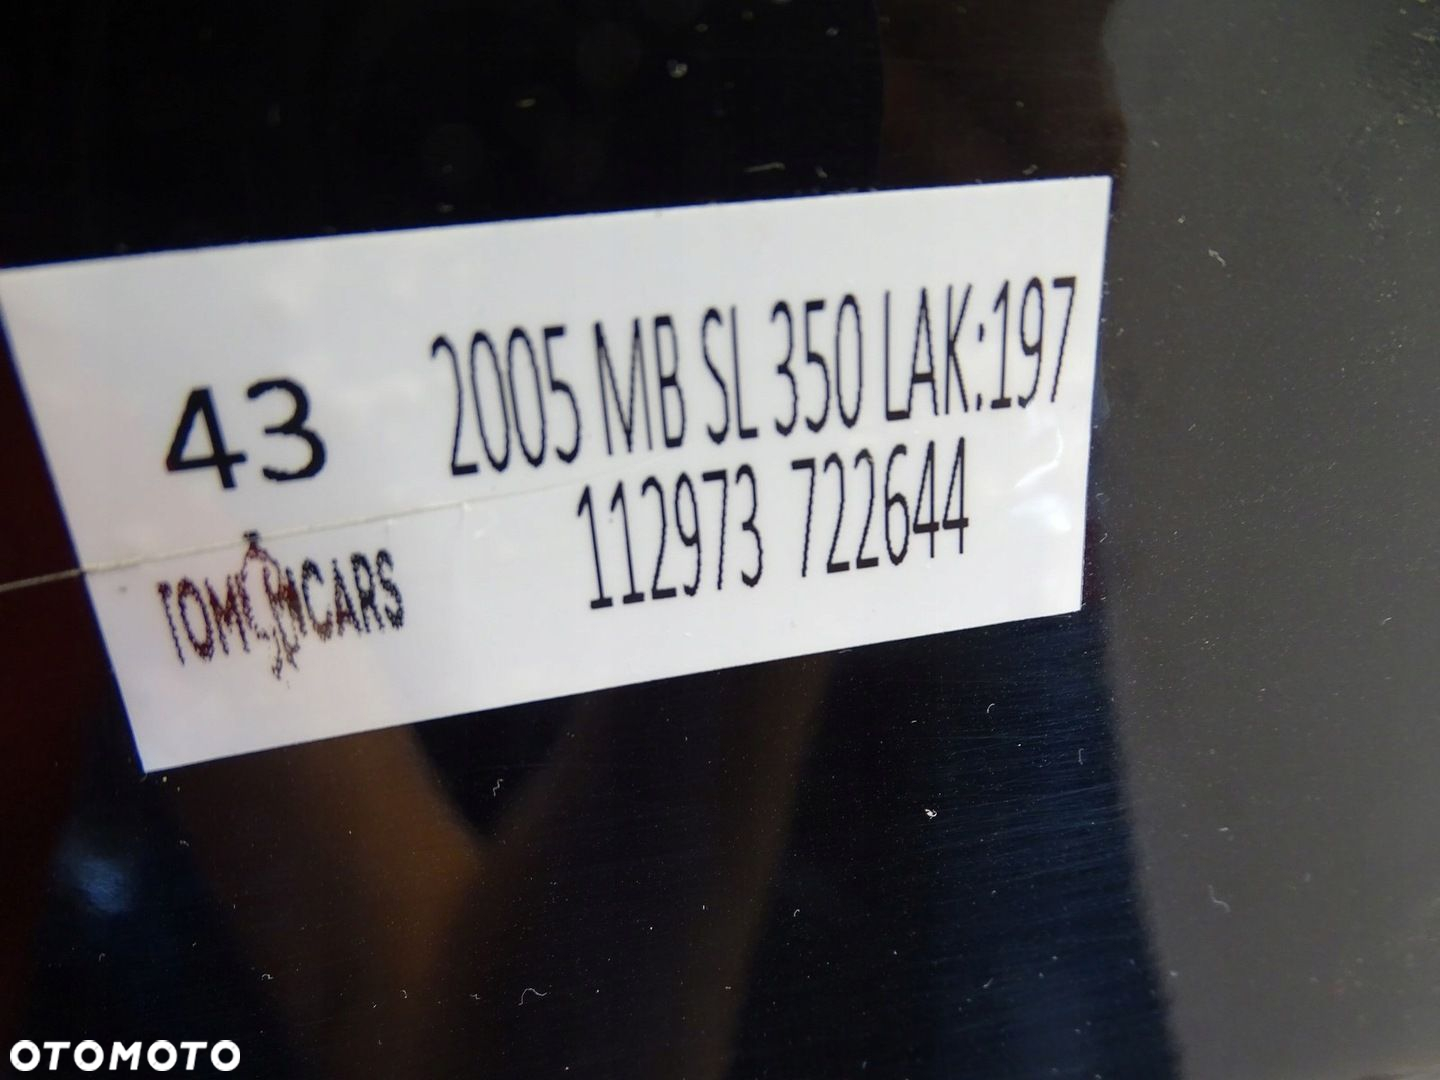 43
2005 MB SL 350 LAK.:197
112973 722644
OTOMOTO